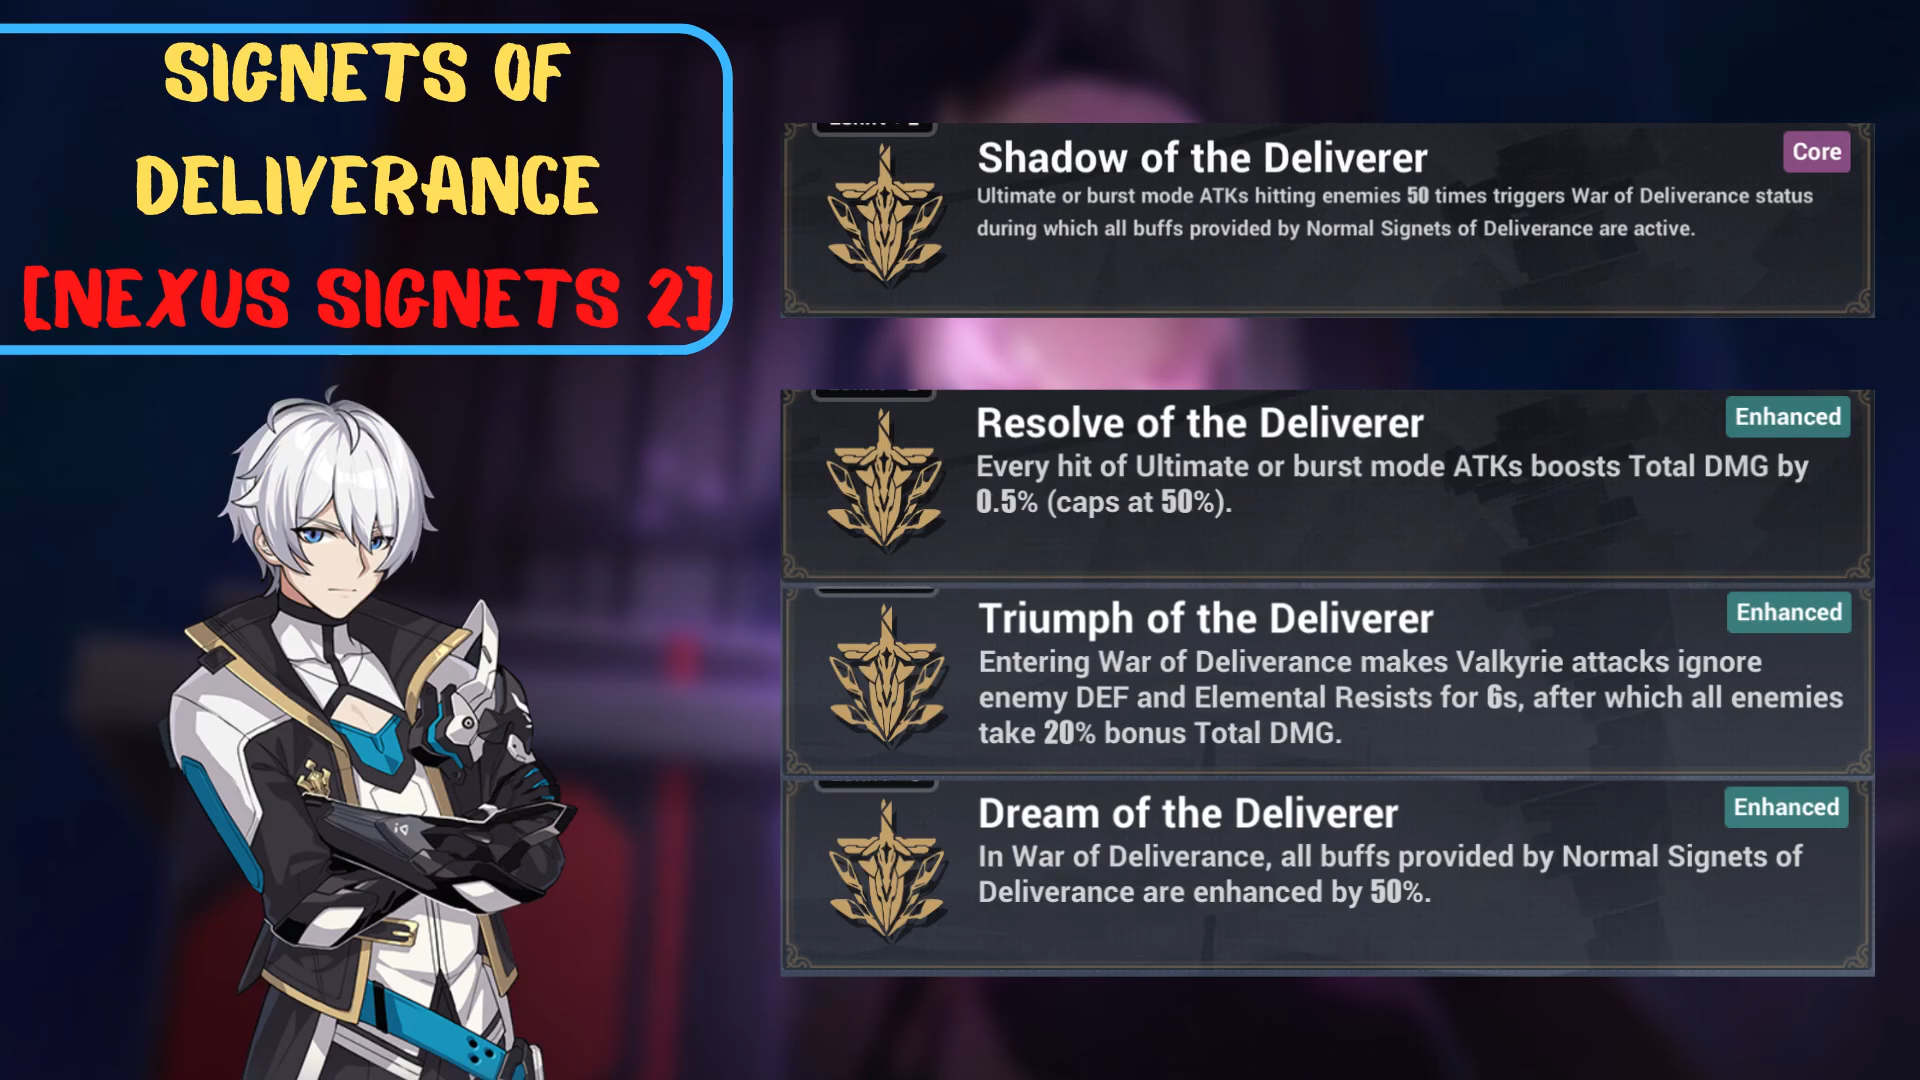 SIGNETS OF
DELIVERANCE
[NEXUS SIGNETS 2]
Shadow of the Deliverer
Core
Ultimate or burst mode ATKs hitting enemies 50 times triggers War of Deliverance status
during which all buffs provided by Normal Signets of Deliverance are active.
Resolve of the Deliverer
Enhanced
Every hit of Ultimate or burst mode ATKs boosts Total DMG by
0.5% (caps at 50%).
Triumph of the Deliverer
Enhanced
Entering War of Deliverance makes Valkyrie attacks ignore
enemy DEF and Elemental Resists for 6s, after which all enemies
take 20% bonus Total DMG.
Dream of the Deliverer
Enhanced
In War of Deliverance, all buffs provided by Normal Signets of
Deliverance are enhanced by 50%.